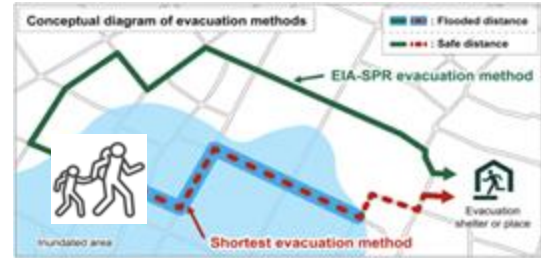 Conceptual diagram of evacuation methods
: Flooded distance
: Safe distance
EIA-SPR evacuation method
Evacuation
shelter or place
Inundated area
Shortest evacuation method